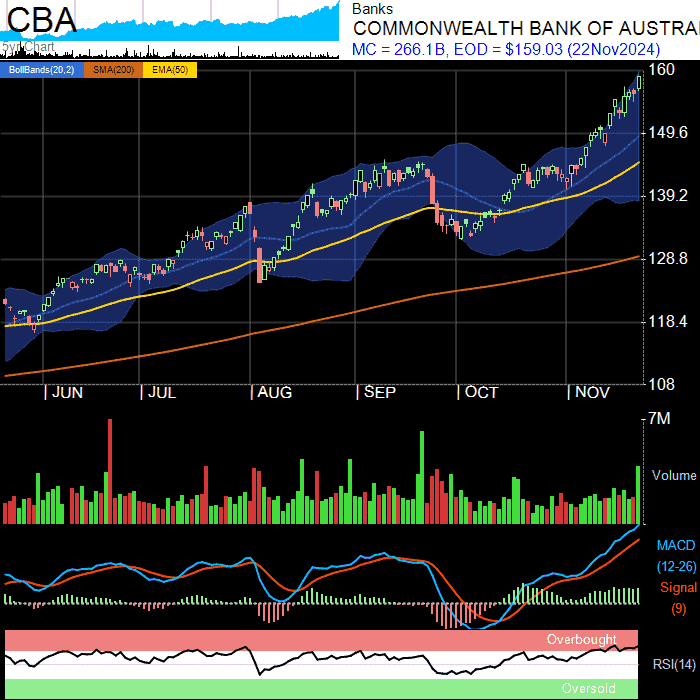 CBA
5yr Chart
Banks
COMMONWEALTH BANK OF AUSTRA
MC = 266.1B, EOD = $159.03 (22Nov2024)
BollBands(20,2) SMA(200) EMA(50)
160
149.6
139.2
128.8
118.4
108
JUN JUL AUG SEP OCT NOV
7M
Volume
MACD
(12-26)
Signal
(9)
Overbought
RSI(14)
Oversold